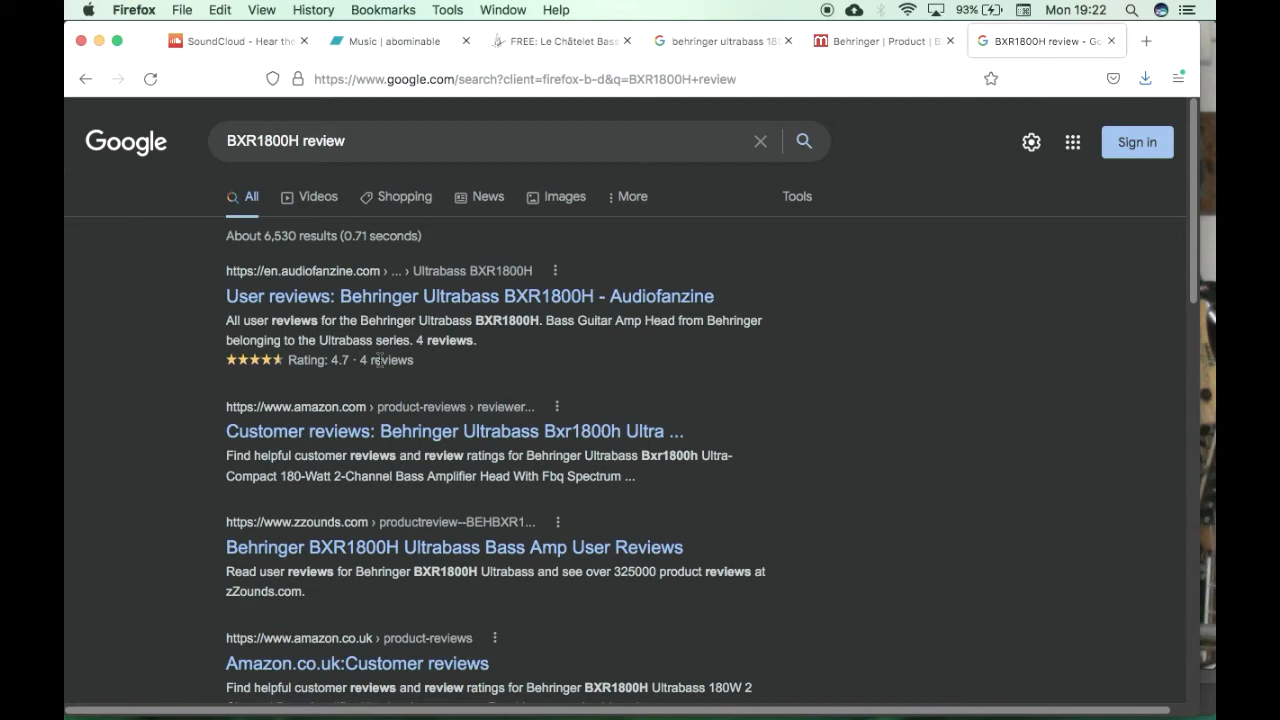 Firefox File Edit View History Bookmarks Tools Window Help 93% Mon 19:22
SoundCloud - Hear the Music | abominable FREE: Le Châtelet Bass behringer ultrabass 180 Behringer | Product | B BXR1800H review - Go
https://www.google.com/search?client=firefox-b-d&q=BXR1800H+review
Google BXR1800H review Sign in
All Videos Shopping News Images More Tools
About 6,530 results (0.71 seconds)
https://en.audiofanzine.com › ... › Ultrabass BXR1800H
User reviews: Behringer Ultrabass BXR1800H - Audiofanzine
All user reviews for the Behringer Ultrabass BXR1800H. Bass Guitar Amp Head from Behringer
belonging to the Ultrabass series. 4 reviews.
Rating: 4.7 · 4 reviews
https://www.amazon.com › product-reviews › reviewer...
Customer reviews: Behringer Ultrabass Bxr1800h Ultra ...
Find helpful customer reviews and review ratings for Behringer Ultrabass Bxr1800h Ultra-
Compact 180-Watt 2-Channel Bass Amplifier Head With Fbq Spectrum ...
https://www.zzounds.com › productreview--BEHBXR1...
Behringer BXR1800H Ultrabass Bass Amp User Reviews
Read user reviews for Behringer BXR1800H Ultrabass and see over 325000 product reviews at
zZounds.com.
https://www.amazon.co.uk › product-reviews
Amazon.co.uk:Customer reviews
Find helpful customer reviews and review ratings for Behringer BXR1800H Ultrabass 180W 2